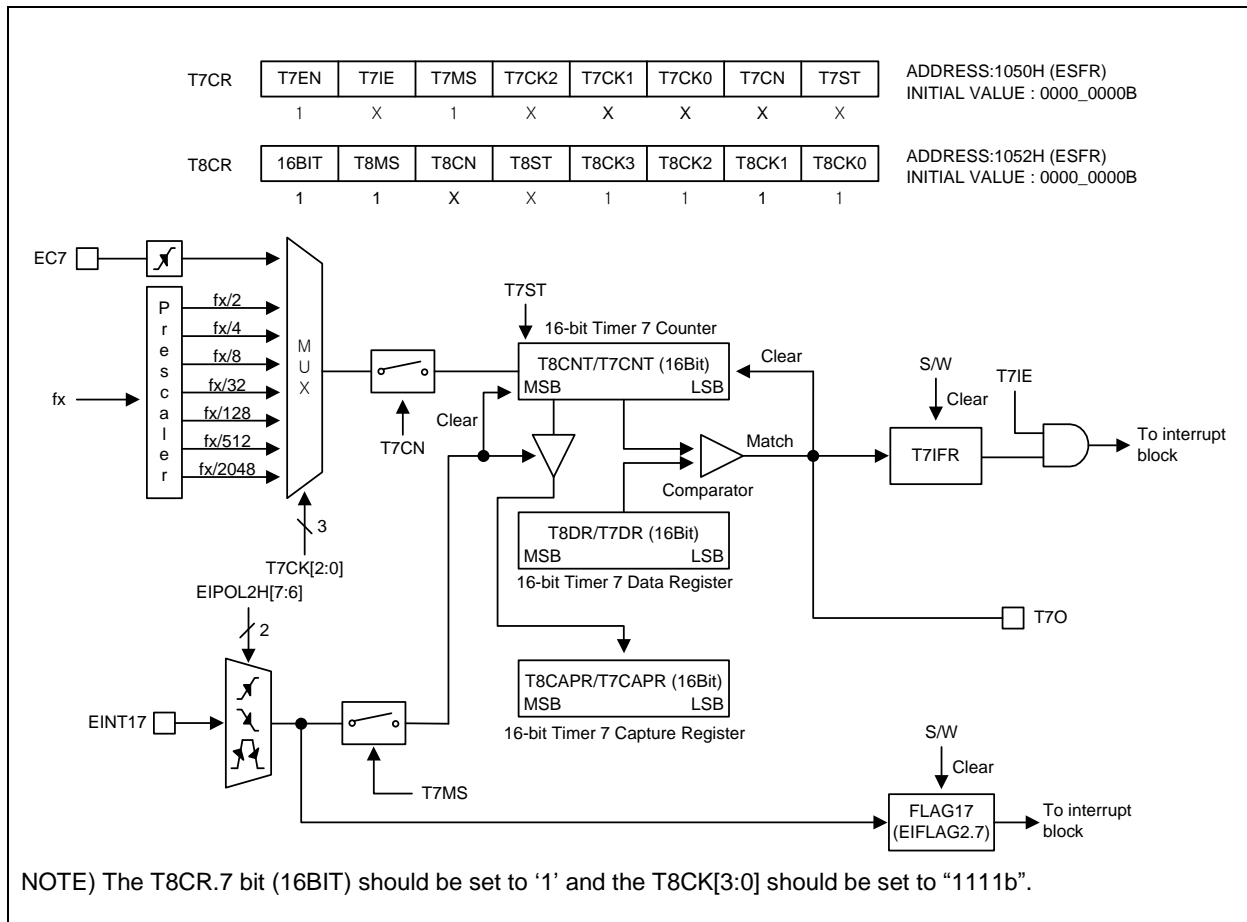 T7CR T7EN T7IE T7MS T7CK2 T7CK1 T7CK0 T7CN T7ST ADDRESS:1050H (ESFR)
INITIAL VALUE : 0000_0000B
1 X 1 X X X X X
T8CR 16BIT T8MS T8CN T8ST T8CK3 T8CK2 T8CK1 T8CK0 ADDRESS:1052H (ESFR)
INITIAL VALUE : 0000_0000B
1 1 X X 1 1 1 1
EC7
fx
Prescaler
fx/2
fx/4
fx/8
fx/32
fx/128
fx/512
fx/2048
MUX
3
T7CK[2:0]
T7CN
T7ST
16-bit Timer 7 Counter
T8CNT/T7CNT (16Bit)
MSB LSB
Clear
Clear
Match
Comparator
T8DR/T7DR (16Bit)
MSB LSB
16-bit Timer 7 Data Register
S/W
Clear
T7IFR
T7IE
To interrupt
block
T7O
EIPOL2H[7:6]
2
EINT17
T7MS
T8CAPR/T7CAPR (16Bit)
MSB LSB
16-bit Timer 7 Capture Register
S/W
Clear
FLAG17
(EIFLAG2.7)
To interrupt
block
NOTE) The T8CR.7 bit (16BIT) should be set to ‘1’ and the T8CK[3:0] should be set to “1111b”.